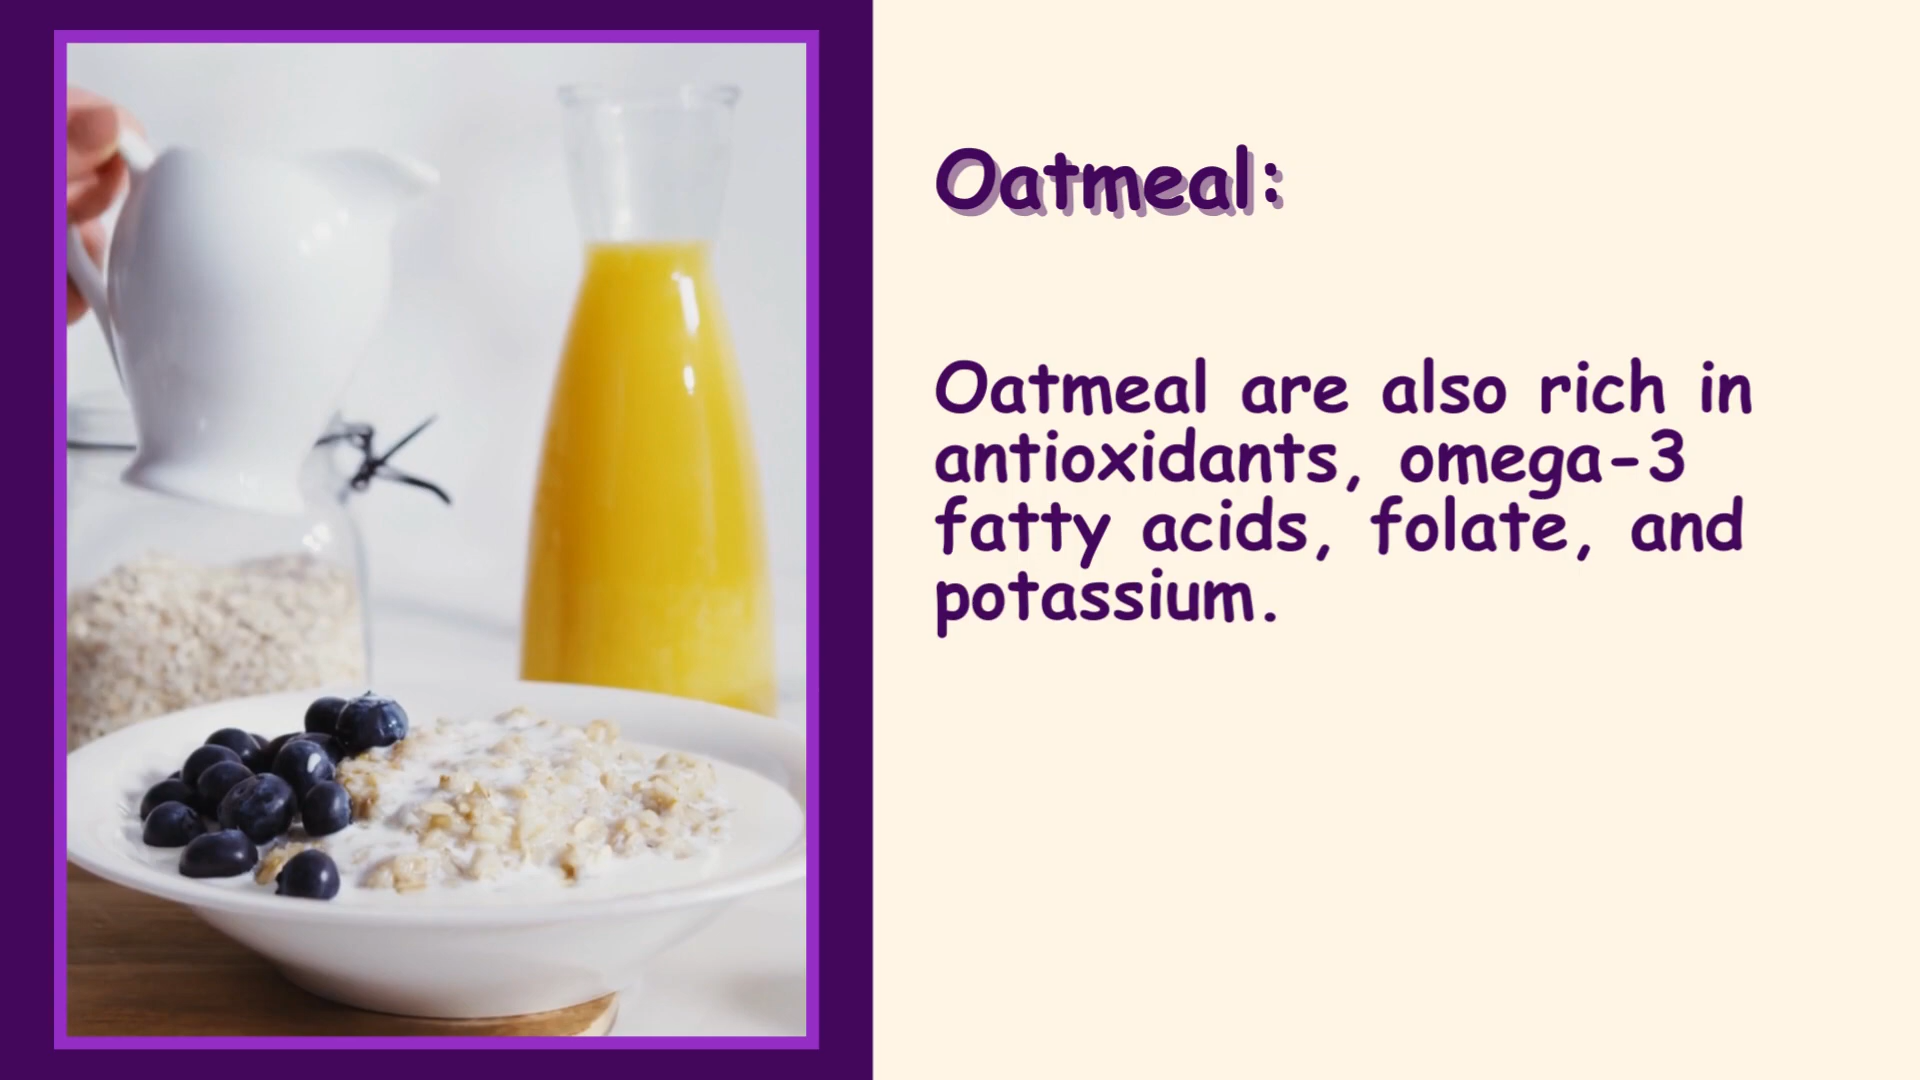 Oatmeal:
Oatmeal are also rich in
antioxidants, omega-3
fatty acids, folate, and
potassium.